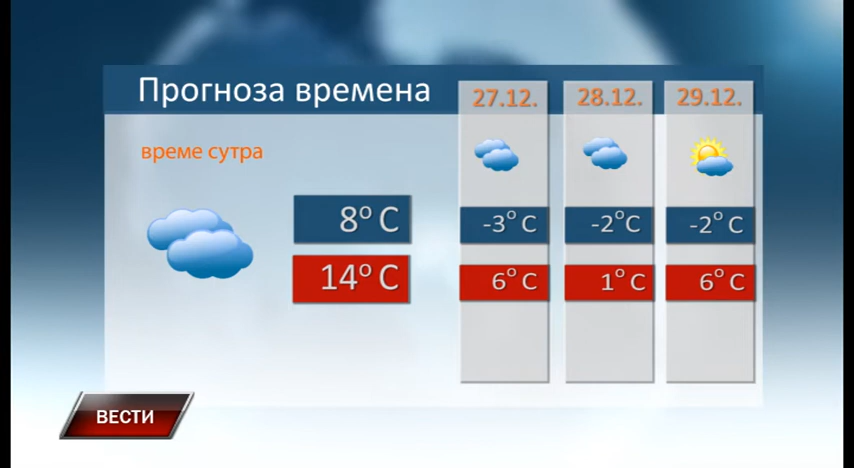 Прогноза времена
27.12.
28.12.
29.12.
време сутра
8° C
14° C
-3° C
-2°C
-2° C
6° C
1° C
6° C
ВЕСТИ